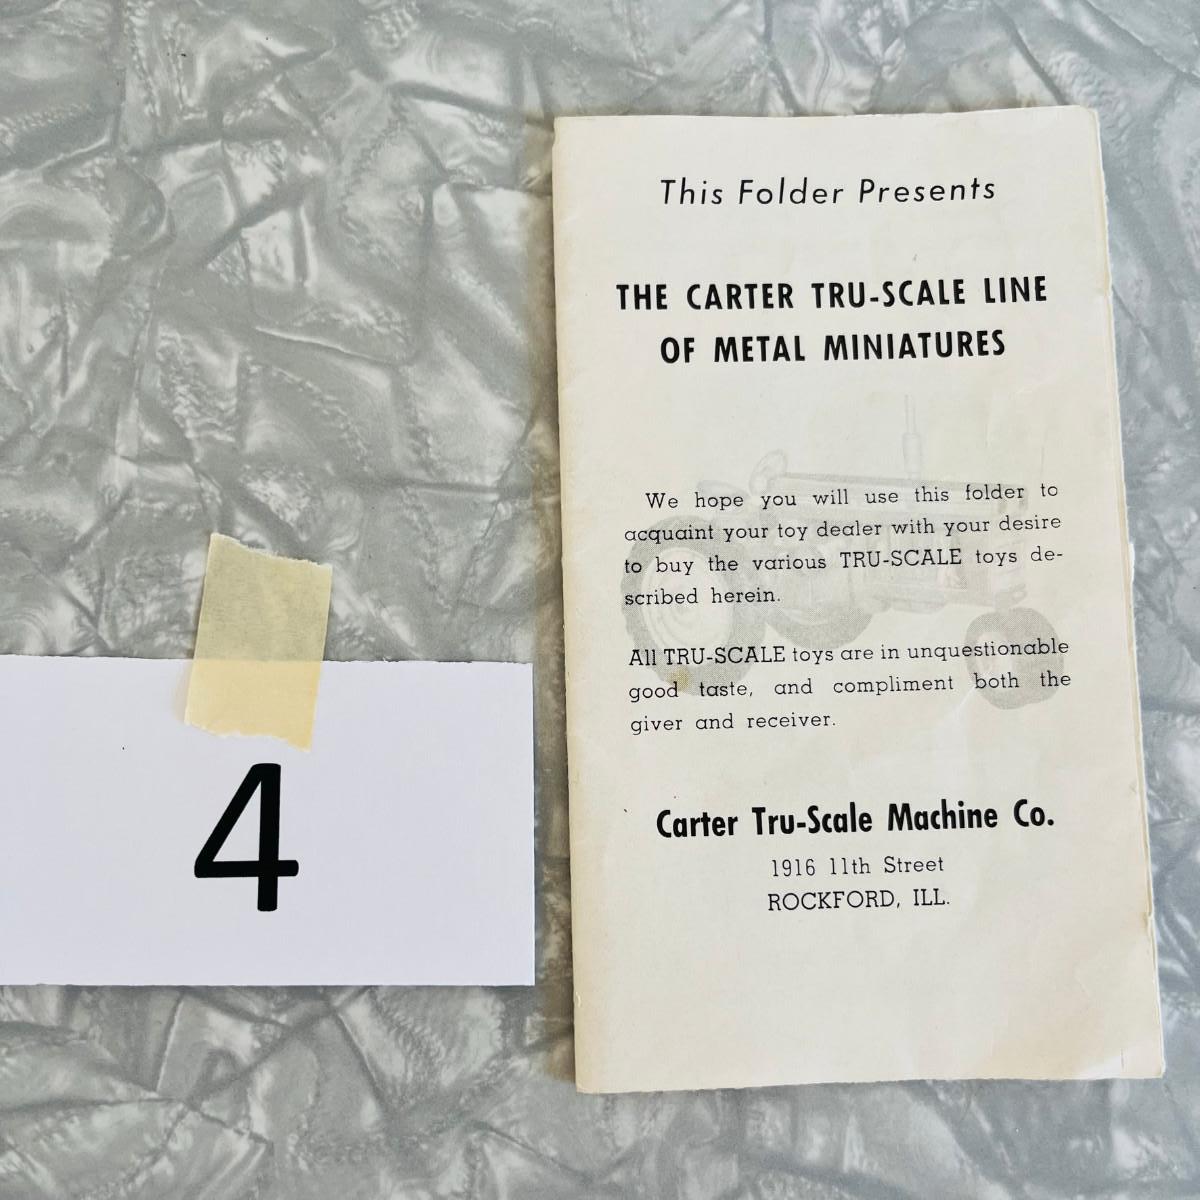 This Folder Presents
THE CARTER TRU-SCALE LINE
OF METAL MINIATURES
We hope you will use this folder to
acquaint your toy dealer with your desire
to buy the various TRU-SCALE toys de-
scribed herein.
All TRU-SCALE toys are in unquestionable
good taste, and compliment both the
giver and receiver.
Carter Tru-Scale Machine Co.
1916 11th Street
ROCKFORD, ILL.
4